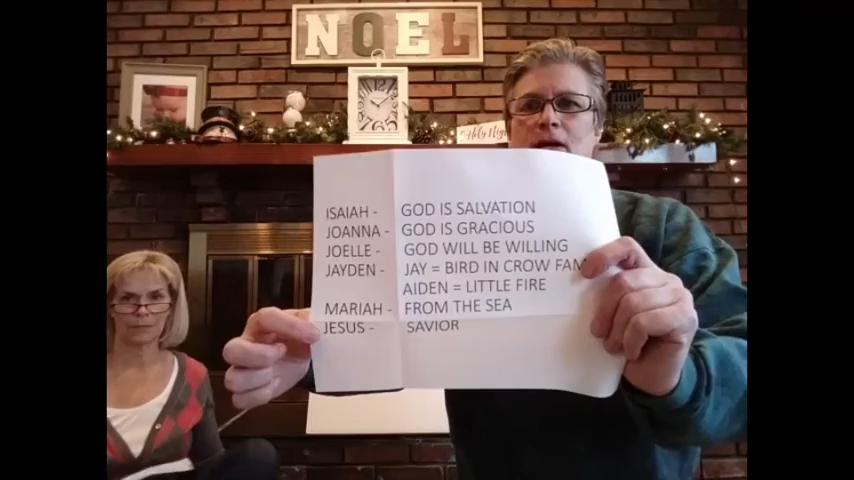 NOEL
Holy Night
ISAIAH - GOD IS SALVATION
JOANNA - GOD IS GRACIOUS
JOELLE - GOD WILL BE WILLING
JAYDEN - JAY = BIRD IN CROW FAM
AIDEN = LITTLE FIRE
MARIAH - FROM THE SEA
JESUS - SAVIOR